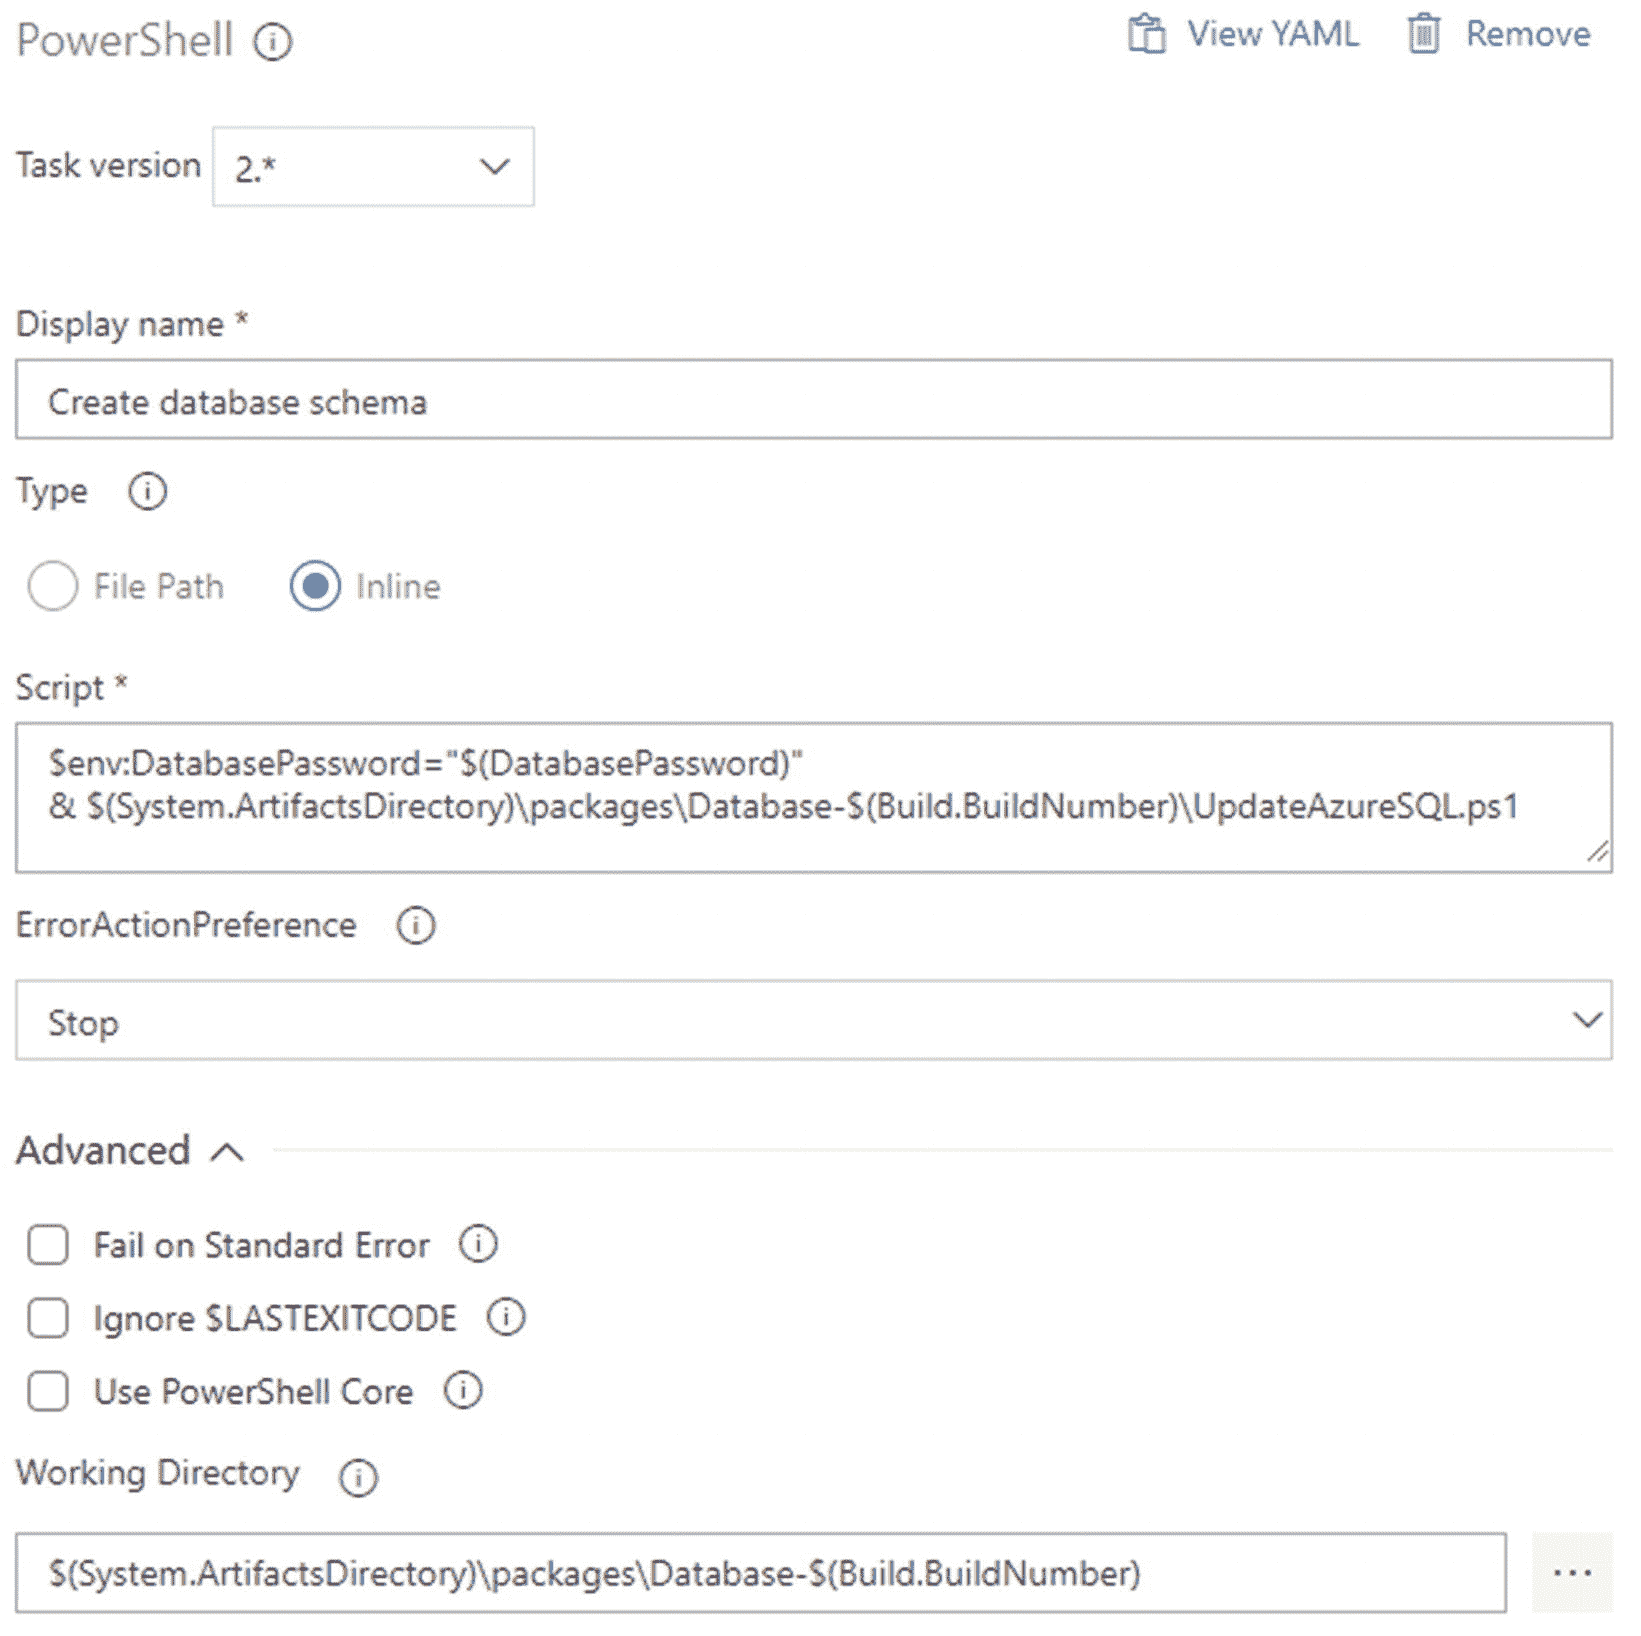 PowerShell
View YAML
Remove
Task version
2.*
Display name *
Create database schema
Type
File Path
Inline
Script *
$env:DatabasePassword="$(DatabasePassword)"
& $(System.ArtifactsDirectory)\packages\Database-$(Build.BuildNumber)\UpdateAzureSQL.ps1
ErrorActionPreference
Stop
Advanced
Fail on Standard Error
Ignore $LASTEXITCODE
Use PowerShell Core
Working Directory
$(System.ArtifactsDirectory)\packages\Database-$(Build.BuildNumber)
...